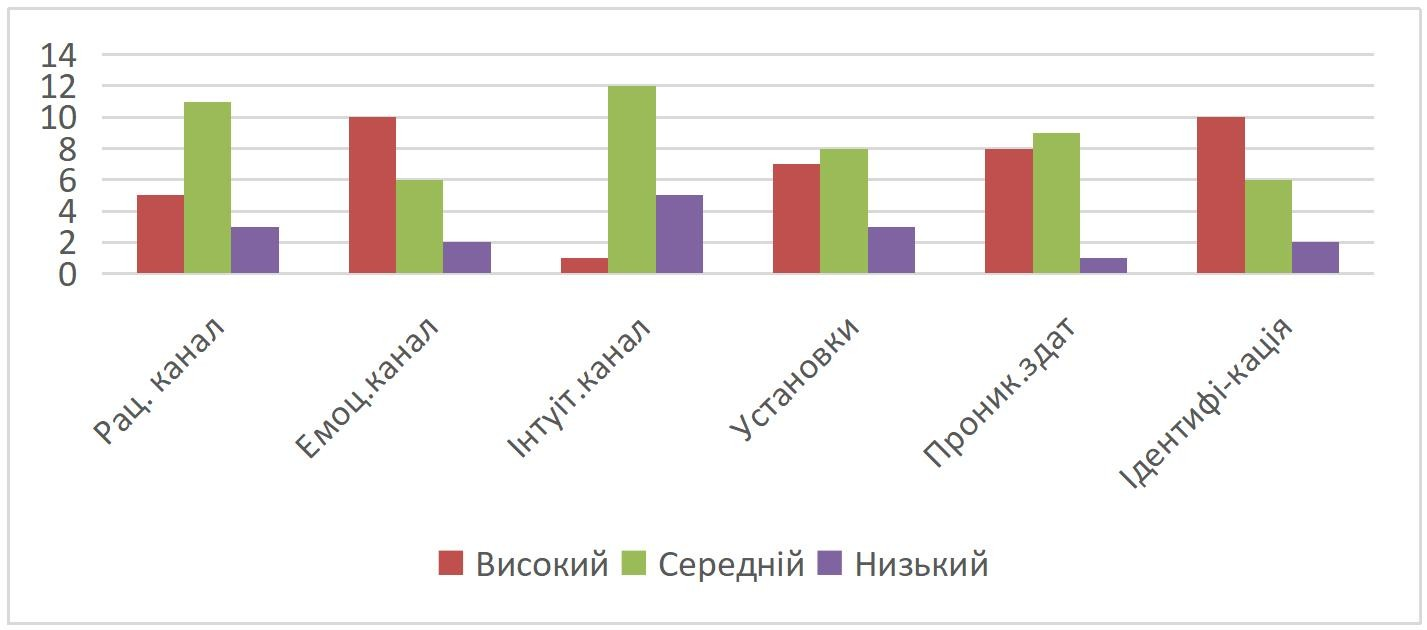 14
12
10
8
6
4
2
0
Рац. канал
Емоц.канал
Інтуіт.канал
Установки
Проник.здат
Ідентифі-кація
Високий Середній Низький